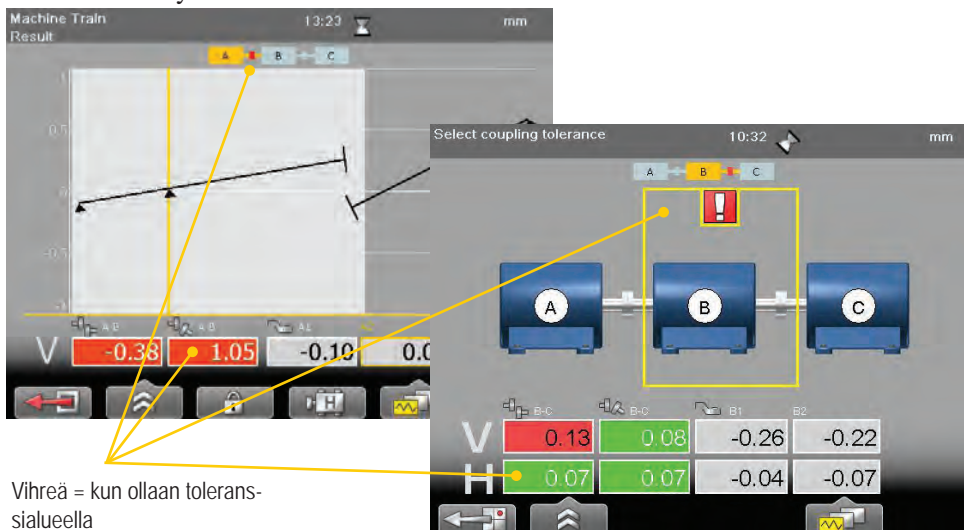 Machine Train 13:23 mm
Result
A B C
1
0.5
0
-0.5
A-B A-B A1
V -0.38 1.05 -0.10 0.0
H
Select coupling tolerance 10:32 mm
A B C
!
A B C
B-C B-C B1 B2
V 0.13 0.08 -0.26 -0.22
H 0.07 0.07 -0.04 -0.07
Vihreä = kun ollaan tolerans-
sialueella